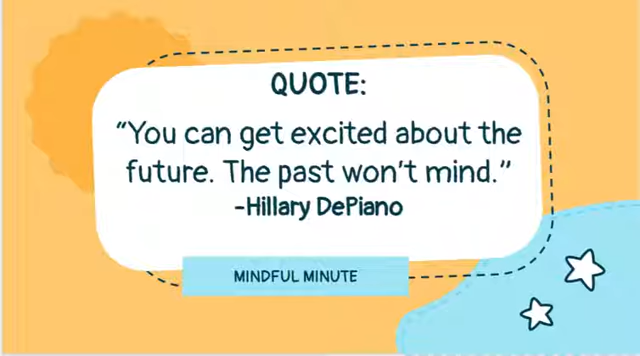 QUOTE:
“You can get excited about the
future. The past won’t mind.”
-Hillary DePiano
MINDFUL MINUTE